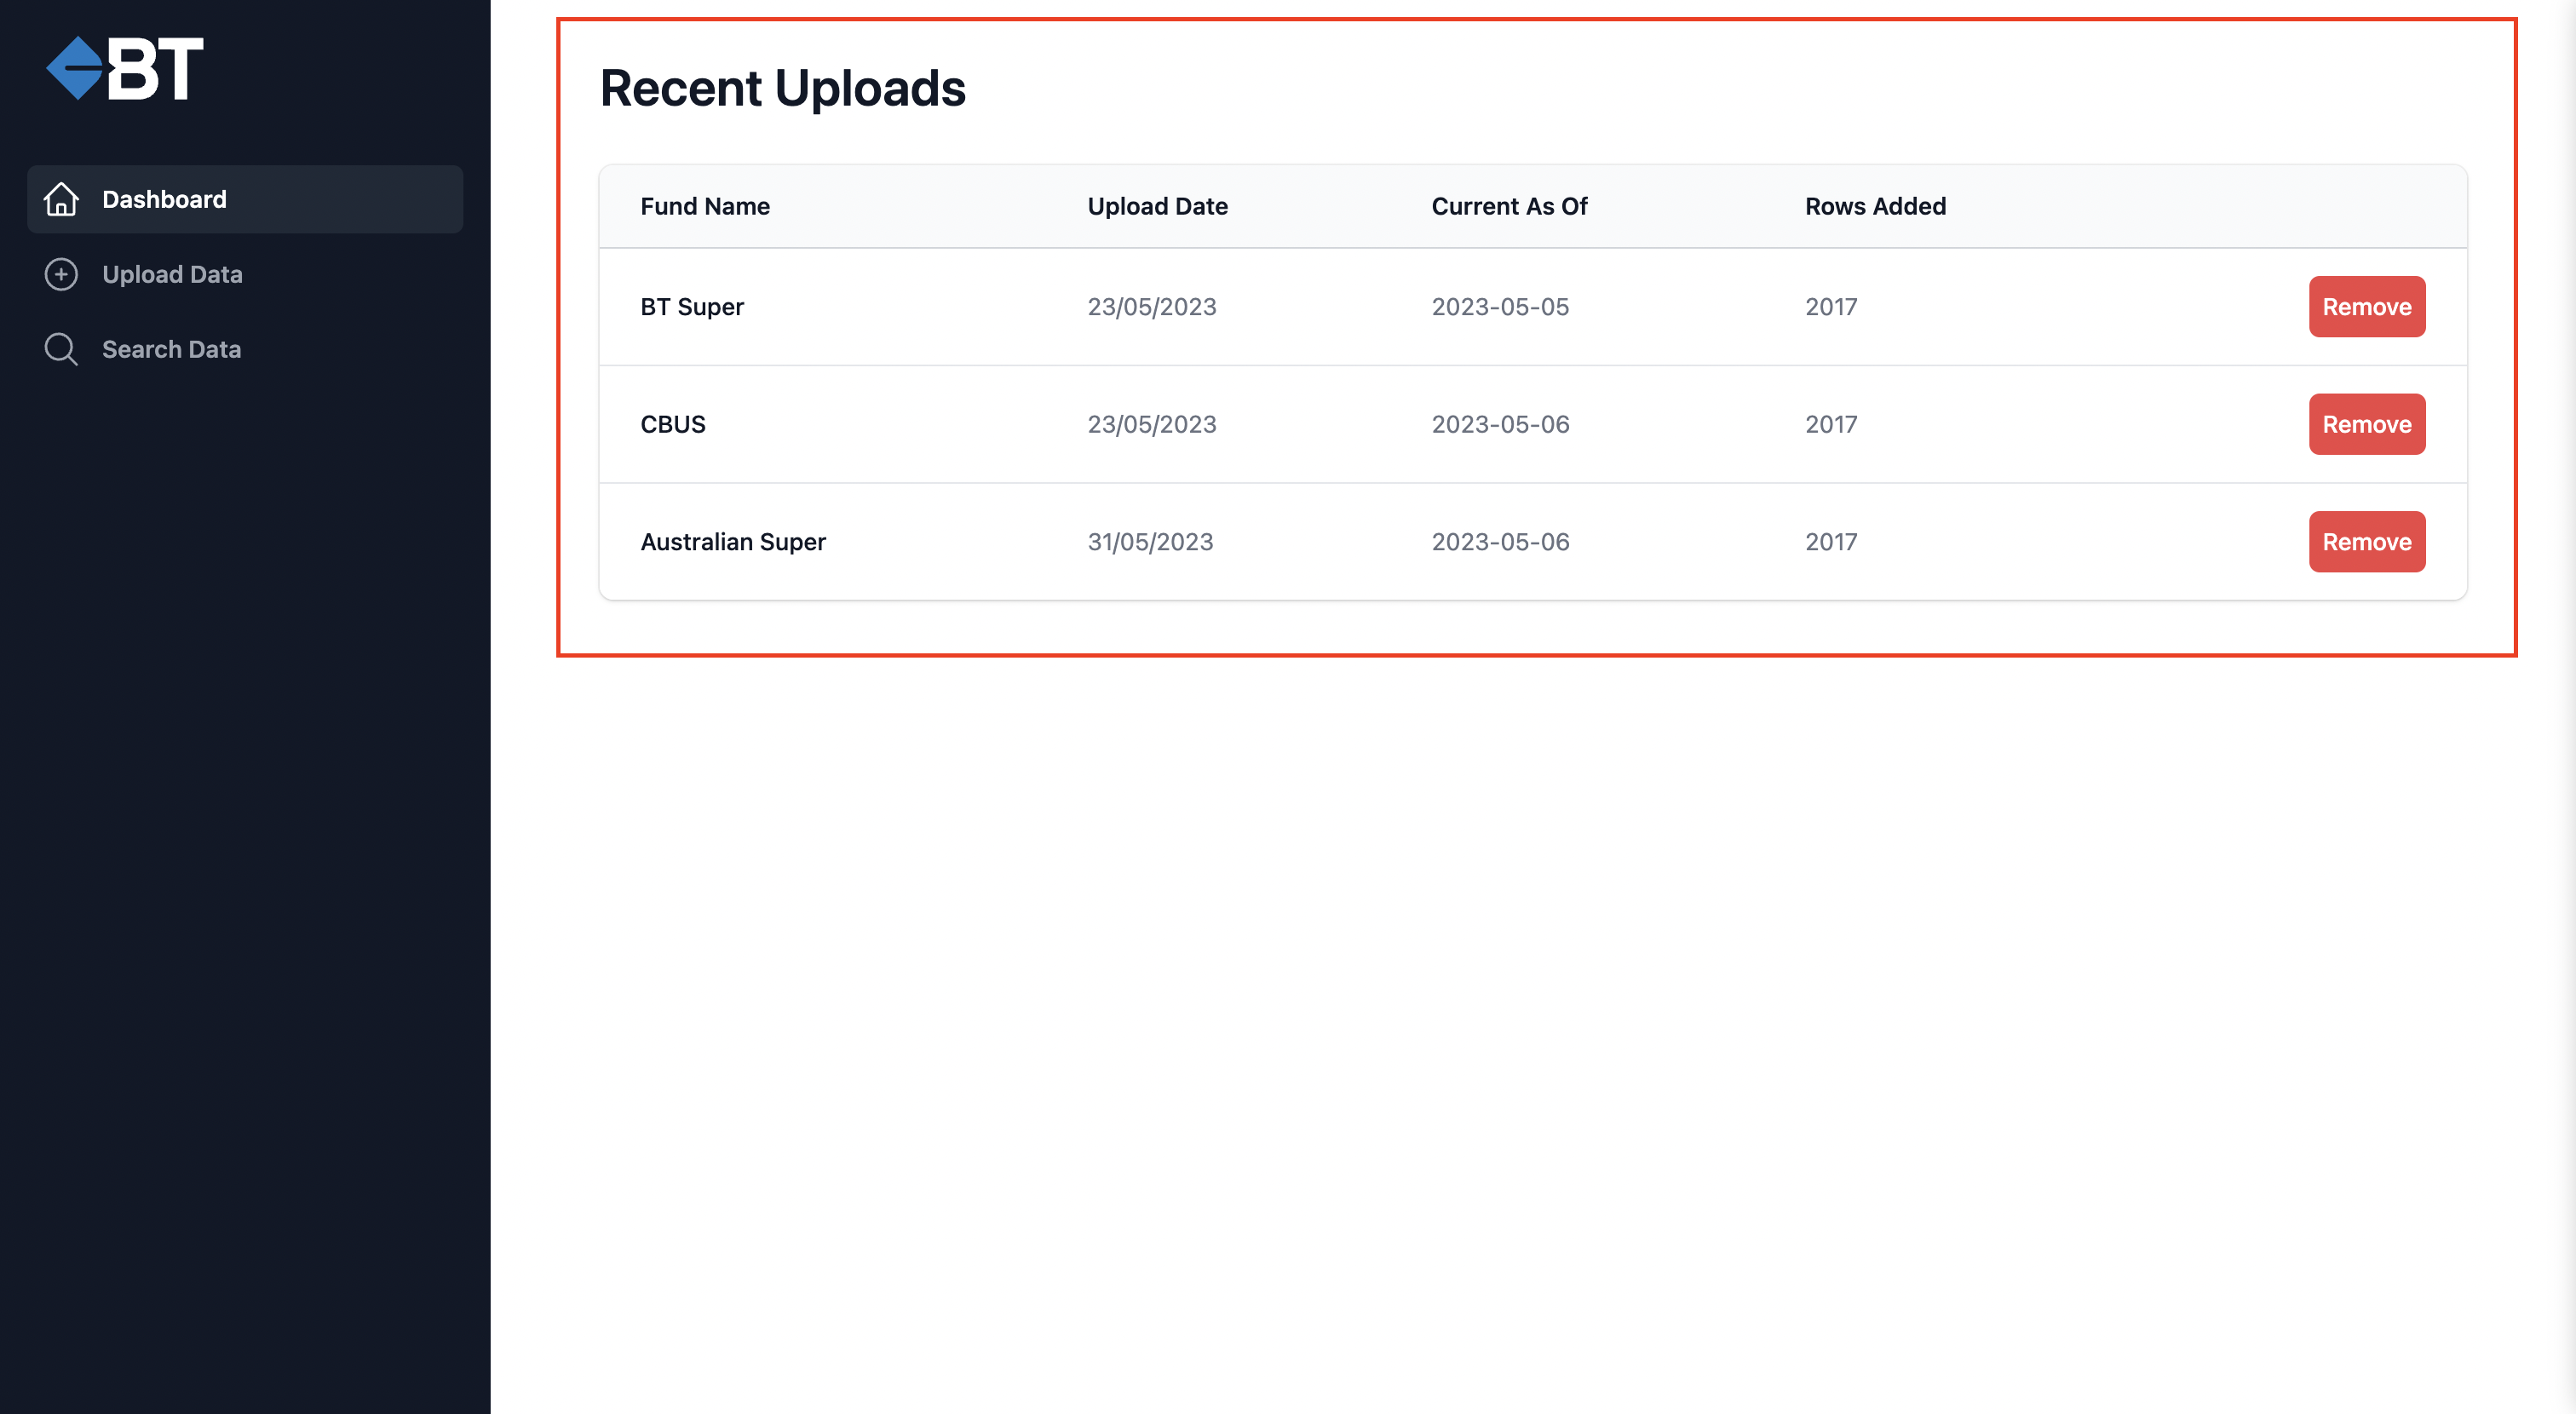 BT
Dashboard
Upload Data
Search Data
Recent Uploads
Fund Name Upload Date Current As Of Rows Added
BT Super 23/05/2023 2023-05-05 2017 Remove
CBUS 23/05/2023 2023-05-06 2017 Remove
Australian Super 31/05/2023 2023-05-06 2017 Remove